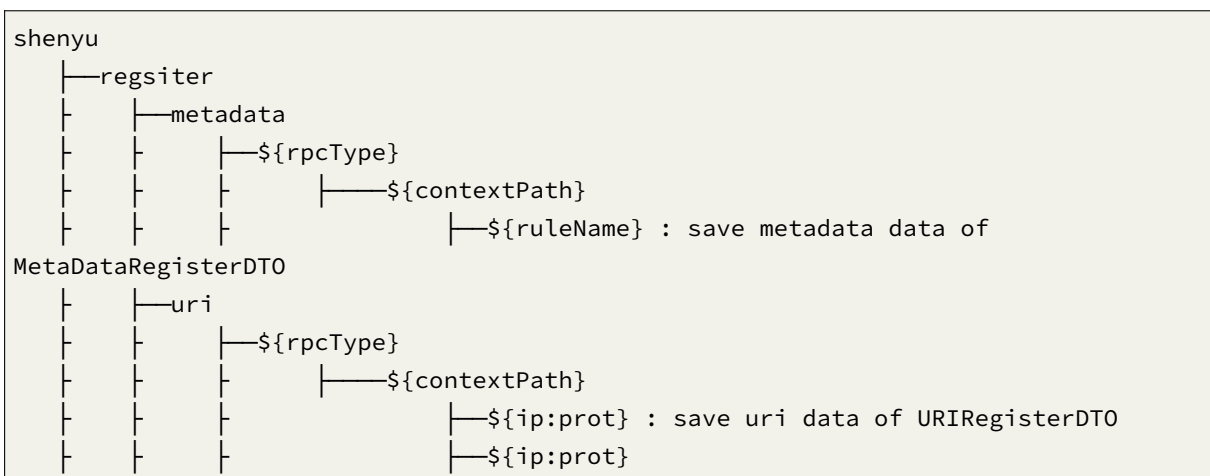 shenyu
├──regsiter
├ ├──metadata
├ ├ ├──${rpcType}
├ ├ ├ ├────${contextPath}
├ ├ ├ ├──${ruleName} : save metadata data of
MetaDataRegisterDTO
├ ├──uri
├ ├ ├──${rpcType}
├ ├ ├ ├────${contextPath}
├ ├ ├ ├──${ip:prot} : save uri data of URIRegisterDTO
├ ├ ├ ├──${ip:prot}